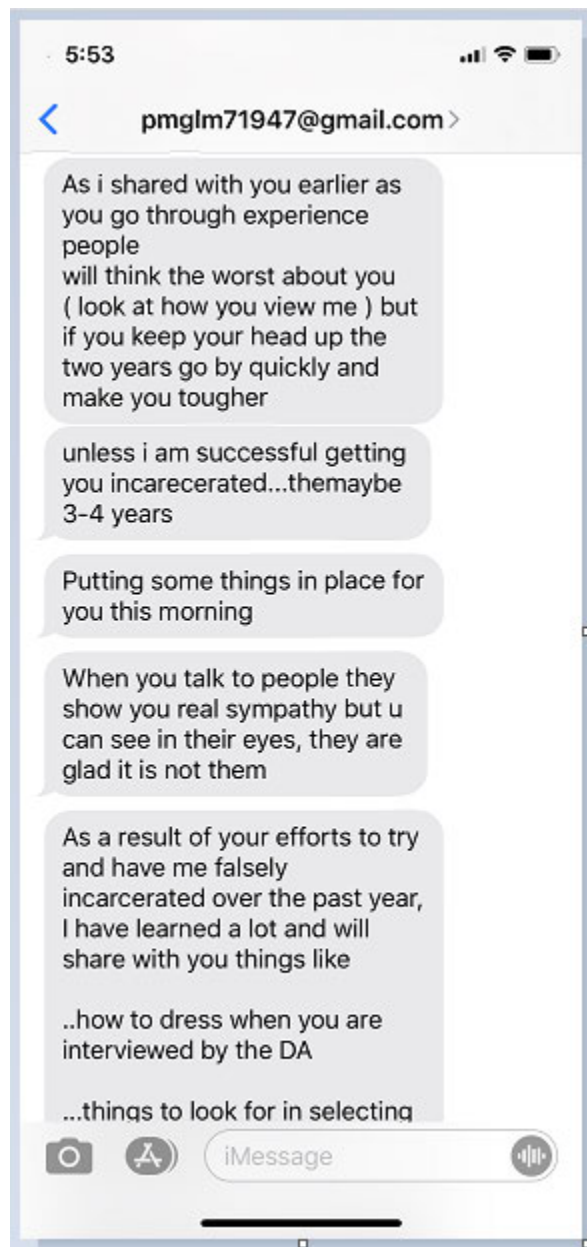 5:53
pmglm71947@gmail.com
As i shared with you earlier as
you go through experience
people
will think the worst about you
( look at how you view me ) but
if you keep your head up the
two years go by quickly and
make you tougher
unless i am successful getting
you incarecerated...themaybe
3-4 years
Putting some things in place for
you this morning
When you talk to people they
show you real sympathy but u
can see in their eyes, they are
glad it is not them
As a result of your efforts to try
and have me falsely
incarcerated over the past year,
I have learned a lot and will
share with you things like
..how to dress when you are
interviewed by the DA
...things to look for in selecting
iMessage